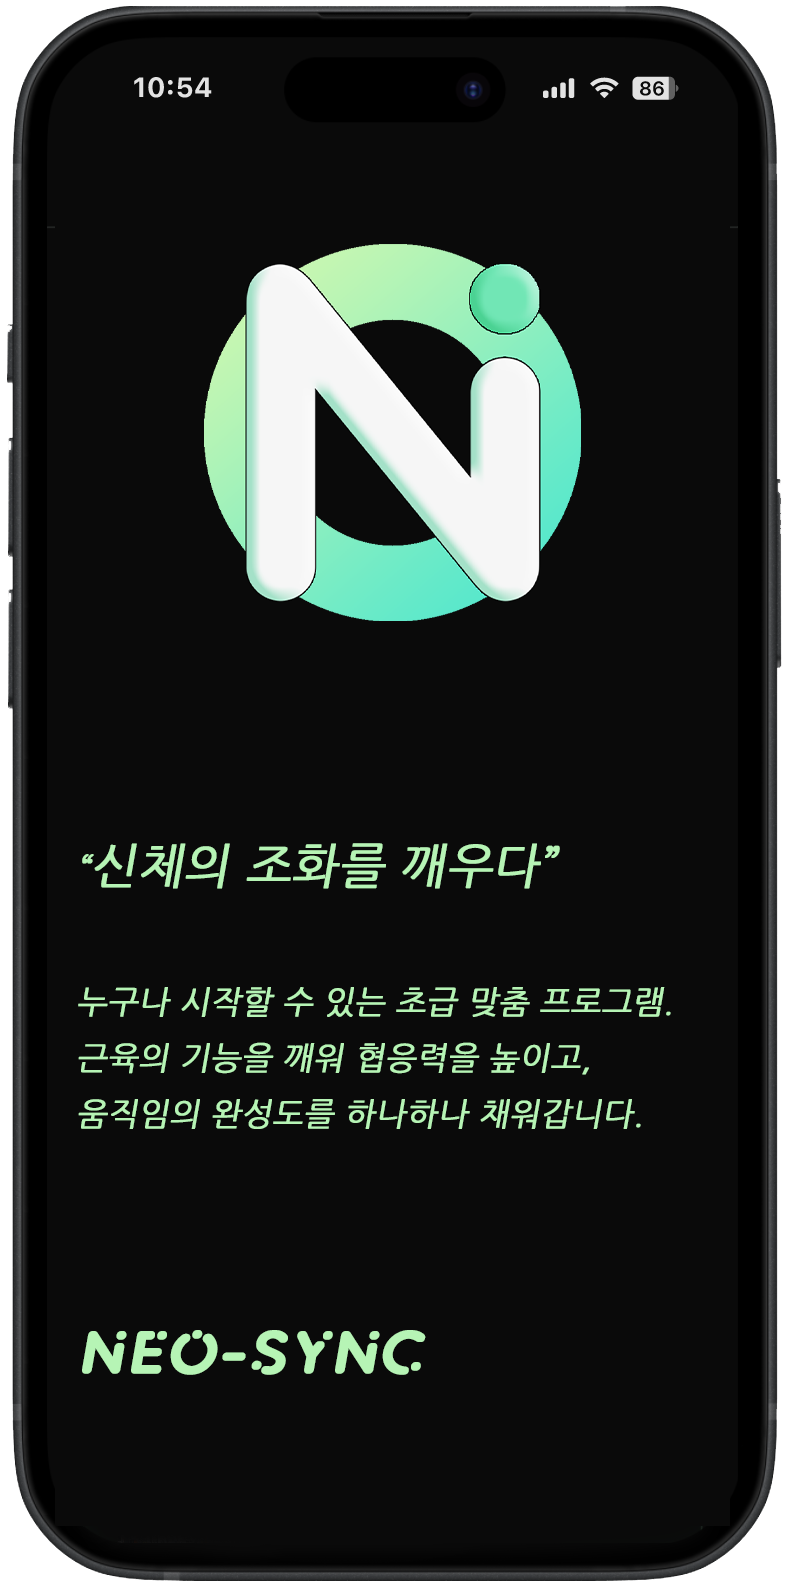 10:54
86
N
“신체의 조화를 깨우다”
누구나 시작할 수 있는 초급 맞춤 프로그램.
근육의 기능을 깨워 협응력을 높이고,
움직임의 완성도를 하나하나 채워갑니다.
NEO-SYNC